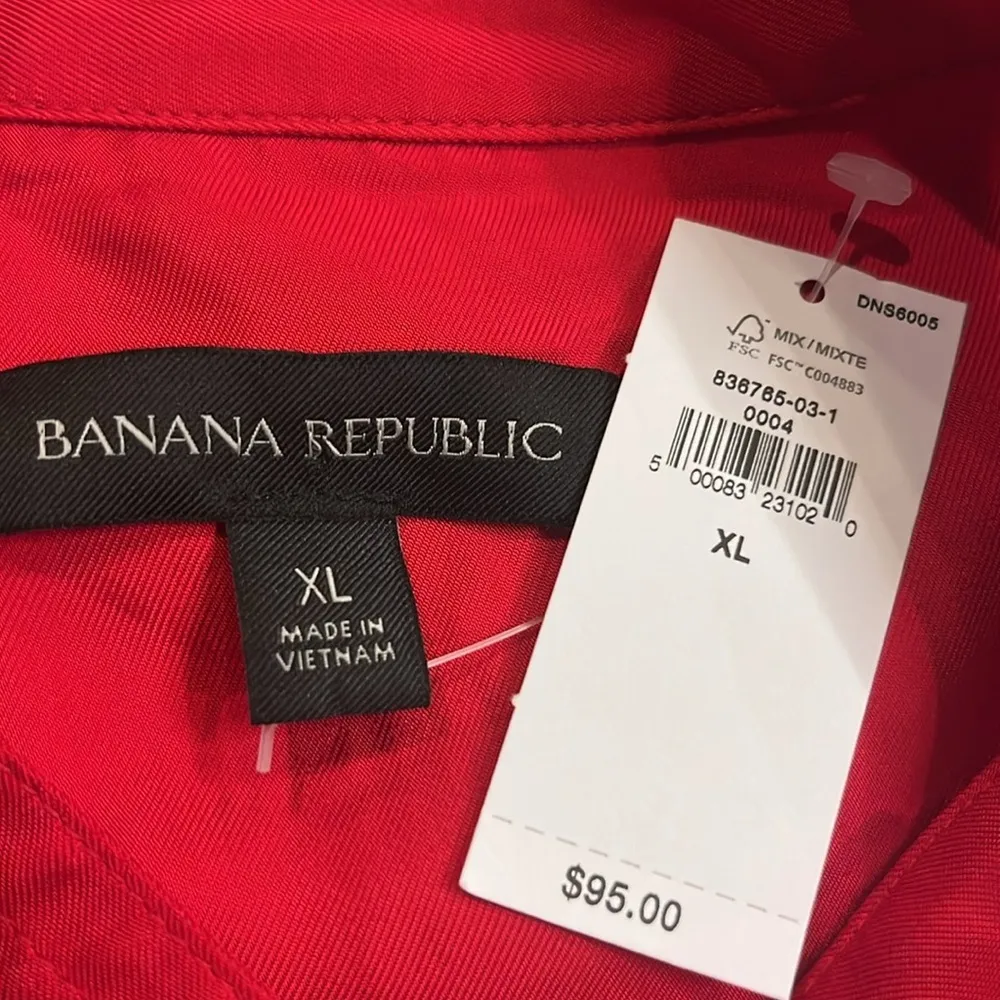 BANANA REPUBLIC
XL
MADE IN
VIETNAM
DNS6005
MIX/MIXTE
FSC FSC™ C004883
836765-03-1
0004
5 00083 23102 0
XL
$95.00